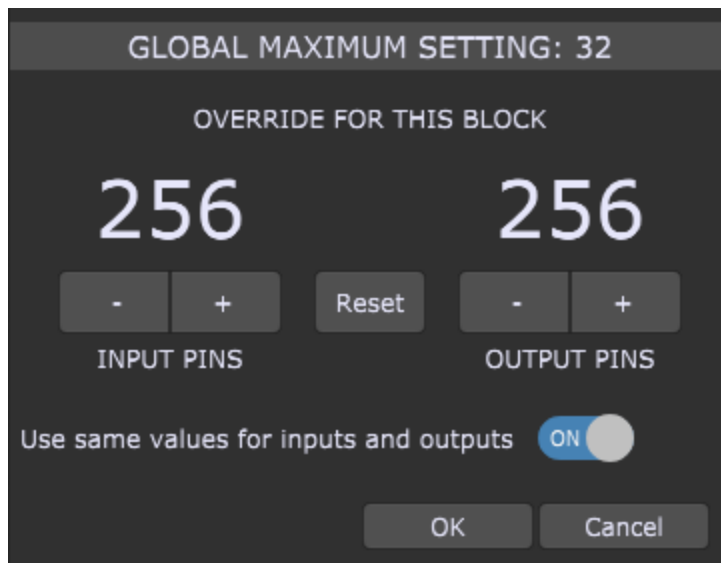 GLOBAL MAXIMUM SETTING: 32
OVERRIDE FOR THIS BLOCK
256 256
- + Reset - +
INPUT PINS OUTPUT PINS
Use same values for inputs and outputs ON
OK Cancel